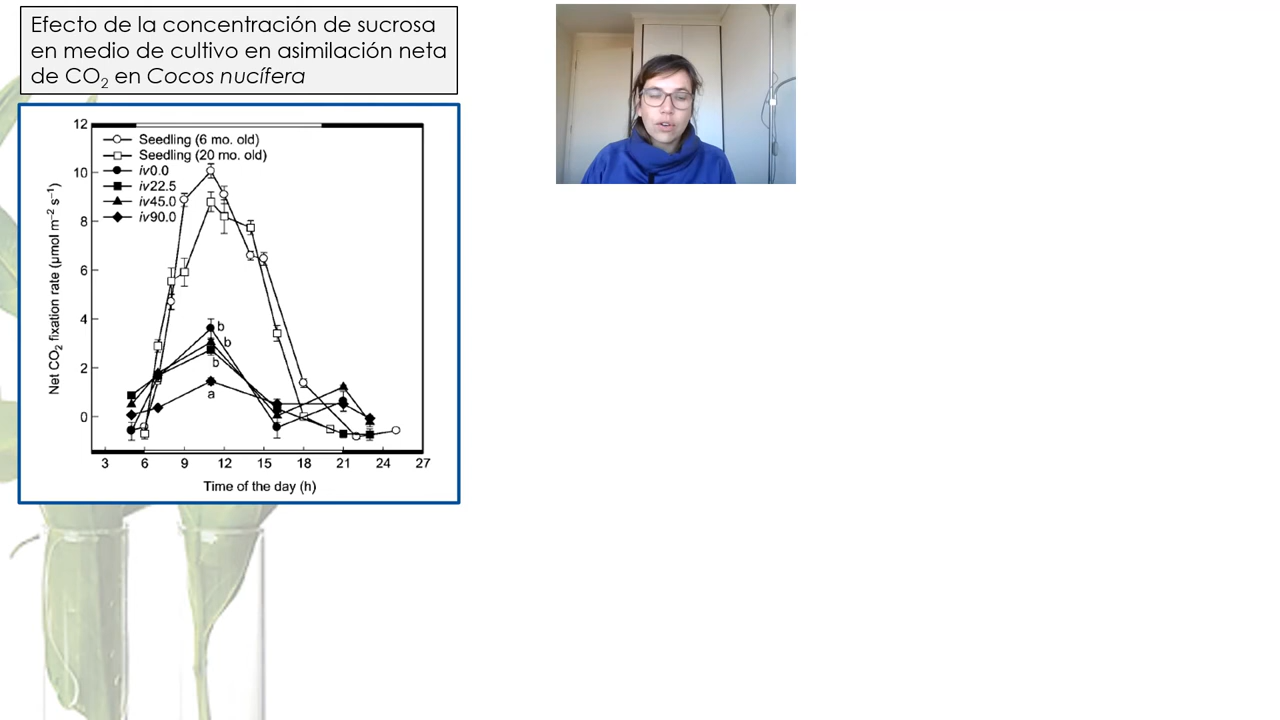 Efecto de la concentración de sucrosa
en medio de cultivo en asimilación neta
de CO₂ en Cocos nucífera
12
10
8
6
4
2
0
Net CO₂ fixation rate (µmol m⁻² s⁻¹)
Seedling (6 mo. old)
Seedling (20 mo. old)
iv0.0
iv22.5
iv45.0
iv90.0
b
b
b
a
3 6 9 12 15 18 21 24 27
Time of the day (h)